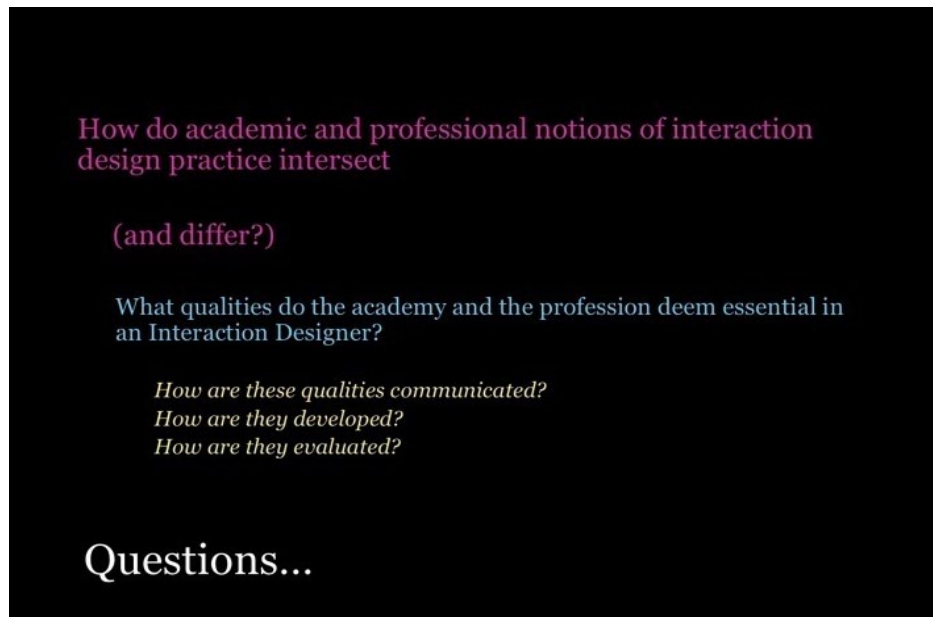 How do academic and professional notions of interaction
design practice intersect
(and differ?)
What qualities do the academy and the profession deem essential in
an Interaction Designer?
How are these qualities communicated?
How are they developed?
How are they evaluated?
Questions...